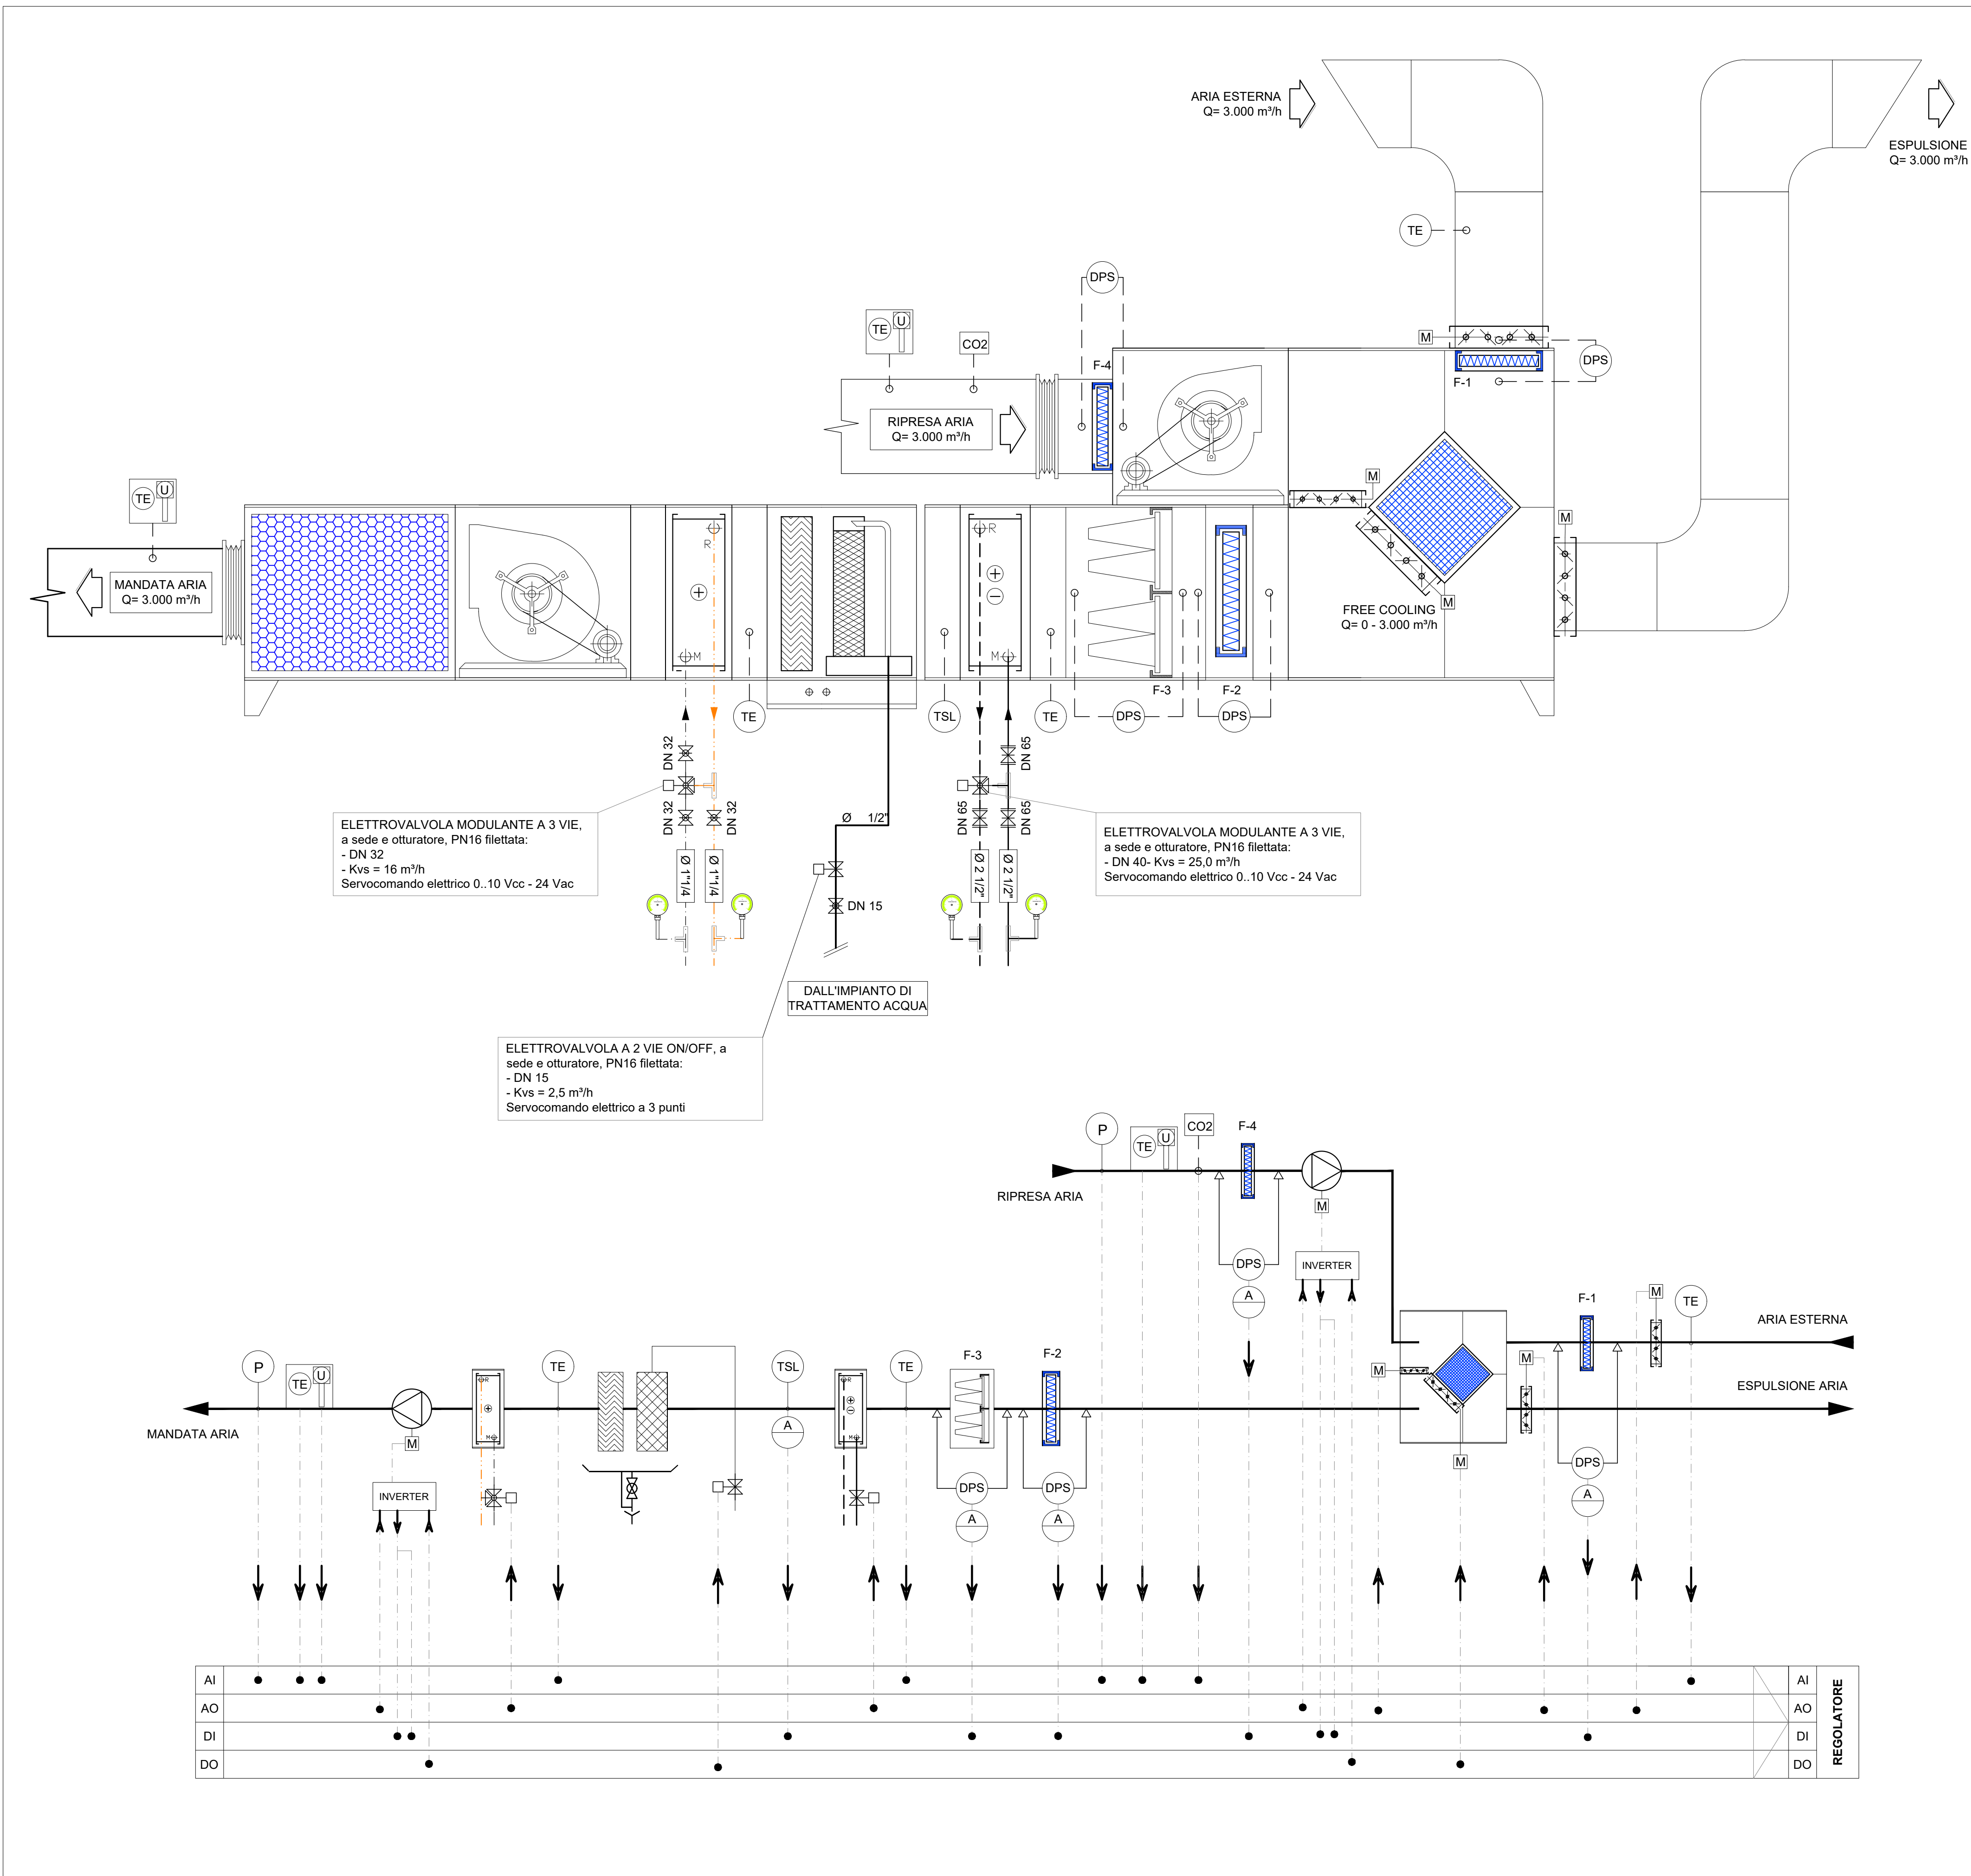 ARIA ESTERNA
Q= 3.000 m³/h
ESPULSIONE
Q= 3.000 m³/h
TE
DPS
TE
U
CO2
F-4
M
DPS
F-1
RIPRESA ARIA
Q= 3.000 m³/h
M
TE
U
M
MANDATA ARIA
Q= 3.000 m³/h
R
R
M
FREE COOLING
Q= 0 - 3.000 m³/h
M
M
M
F-3
F-2
TE
TSL
TE
DPS
DPS
DN 32
DN 65
DN 32
DN 32
DN 65
DN 65
Ø 1/2"
ELETTROVALVOLA MODULANTE A 3 VIE,
a sede e otturatore, PN16 filettata:
- DN 32
- Kvs = 16 m³/h
Servocomando elettrico 0..10 Vcc - 24 Vac
ELETTROVALVOLA MODULANTE A 3 VIE,
a sede e otturatore, PN16 filettata:
- DN 40- Kvs = 25,0 m³/h
Servocomando elettrico 0..10 Vcc - 24 Vac
Ø 1"1/4
Ø 1"1/4
Ø 2 1/2"
Ø 2 1/2"
DN 15
DALL'IMPIANTO DI
TRATTAMENTO ACQUA
ELETTROVALVOLA A 2 VIE ON/OFF, a
sede e otturatore, PN16 filettata:
- DN 15
- Kvs = 2,5 m³/h
Servocomando elettrico a 3 punti
P
TE
U
CO2
F-4
RIPRESA ARIA
M
DPS
INVERTER
A
F-1
M
TE
ARIA ESTERNA
P
TE
U
TE
TSL
TE
F-3
F-2
M
M
R
R
ESPULSIONE ARIA
MANDATA ARIA
M
A
M
M
M
DPS
DPS
DPS
INVERTER
A
A
A
AI
AI
AO
AO
DI
DI
DO
DO
REGOLATORE